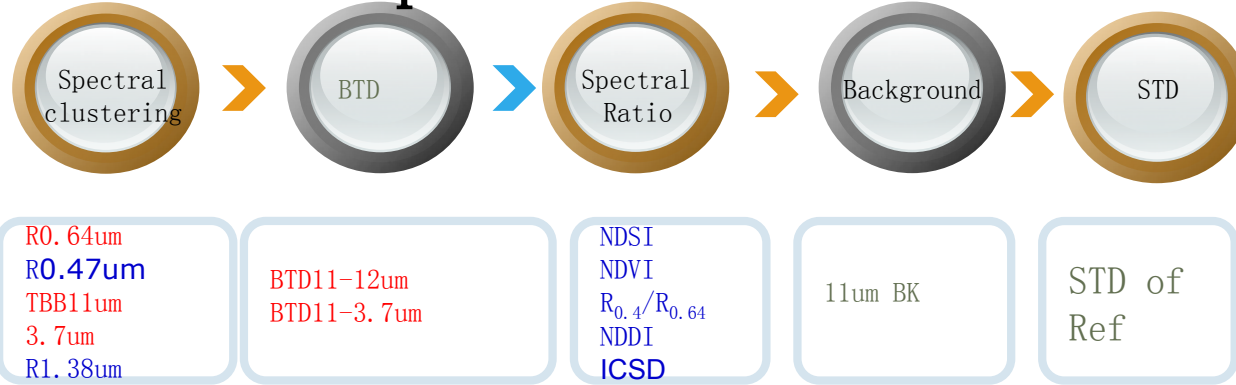 Spectral
clustering
BTD
Spectral
Ratio
Background
STD
R0.64um
R0.47um
TBB11um
3.7um
R1.38um
BTD11-12um
BTD11-3.7um
NDSI
NDVI
R0.4/R0.64
NDDI
ICSD
11um BK
STD of
Ref